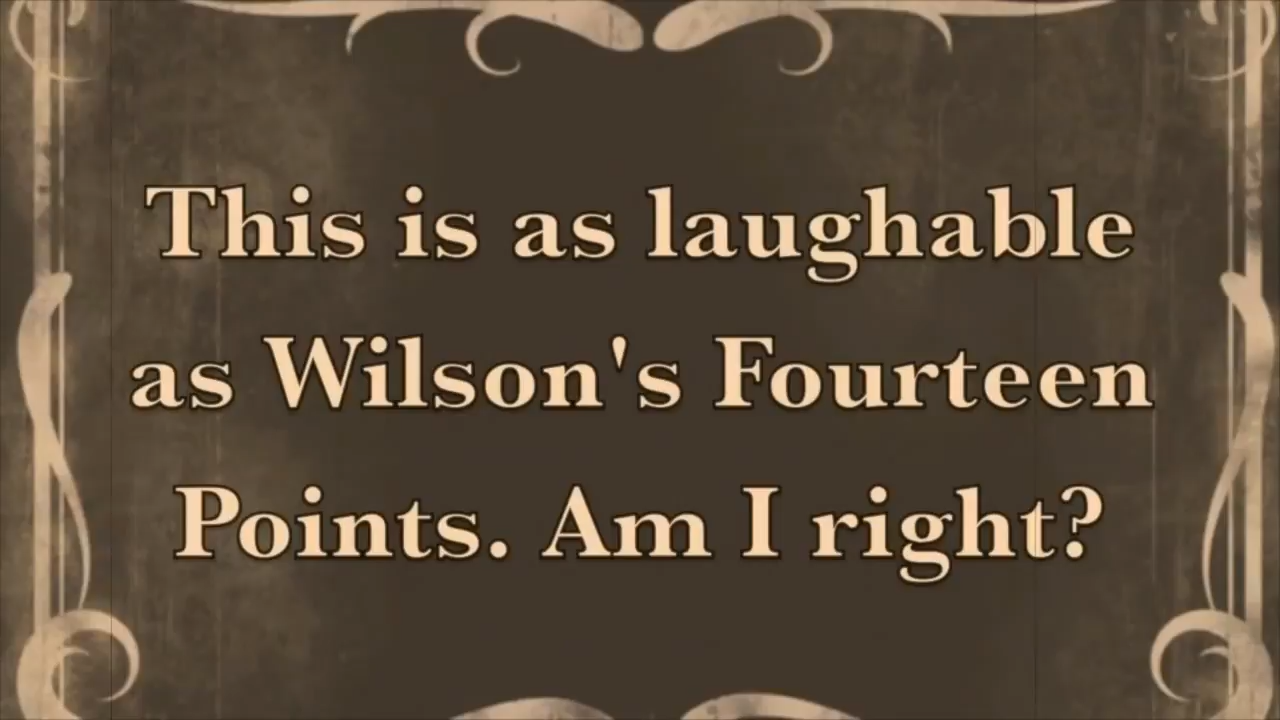 This is as laughable
as Wilson's Fourteen
Points. Am I right?